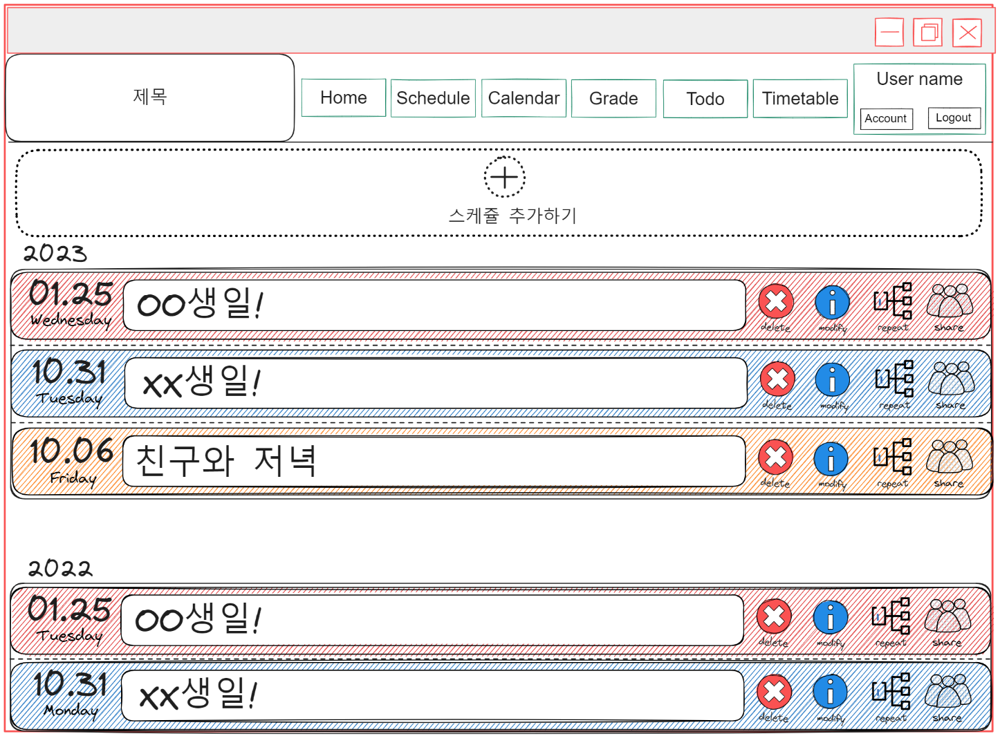 제목
Home
Schedule
Calendar
Grade
Todo
Timetable
User name
Account
Logout
스케쥴 추가하기
2023
01.25
Wednesday
OO생일!
delete
modify
repeat
share
10.31
Tuesday
xx생일!
delete
modify
repeat
share
10.06
Friday
친구와 저녁
delete
modify
repeat
share
2022
01.25
Tuesday
OO생일!
delete
modify
repeat
share
10.31
Monday
xx생일!
delete
modify
repeat
share